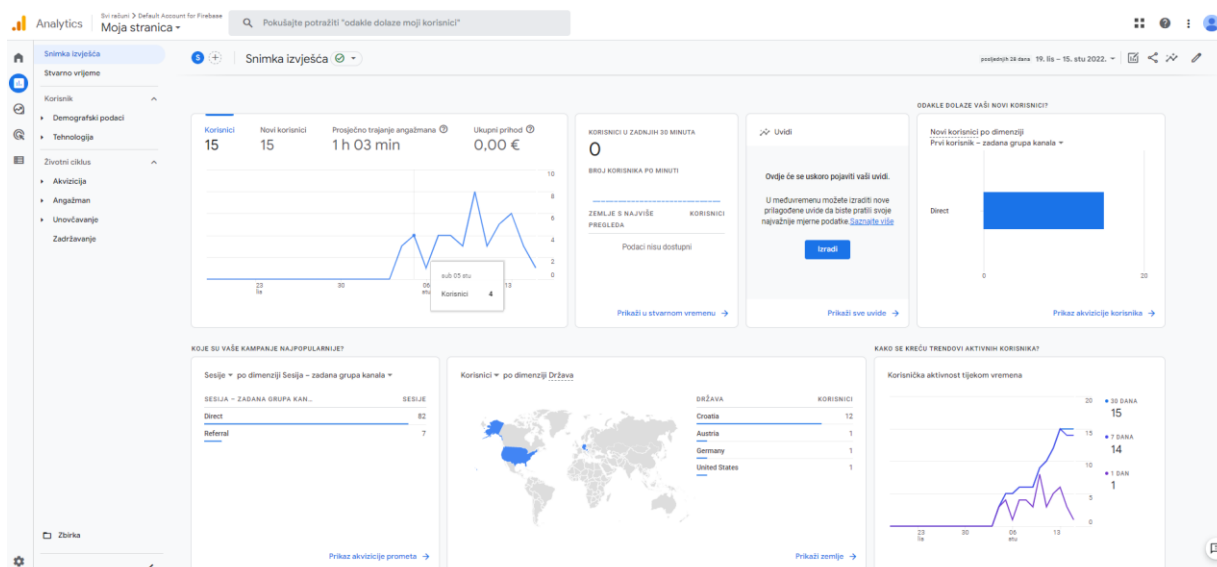 Analytics
Svi računi > Default Account for Firebase
Moja stranica
Pokušajte potražiti "odakle dolaze moji korisnici"
Snimka izvješća
Stvarno vrijeme
Korisnik
Demografski podaci
Tehnologija
Životni ciklus
Akvizicija
Angažman
Unovčavanje
Zadržavanje
Zbirka
S
Snimka izvješća
posljednjih 28 dana 19. lis – 15. stu 2022.
Korisnici
15
Novi korisnici
15
Prosječno trajanje angažmana
1 h 03 min
Ukupni prihod
0,00 €
10
8
6
4
2
0
23
lis
30
06
stu
13
sub 05 stu
Korisnici 4
KORISNICI U ZADNJIH 30 MINUTA
0
BROJ KORISNIKA PO MINUTI
ZEMLJE S NAJVIŠE PREGLEDA
KORISNICI
Podaci nisu dostupni
Prikaži u stvarnom vremenu
Uvidi
Ovdje će se uskoro pojaviti vaši uvidi.
U međuvremenu možete izraditi nove
prilagođene uvide da biste pratili svoje
najvažnije mjerne podatke.Saznajte više
Izradi
Prikaži sve uvide
ODAKLE DOLAZE VAŠI NOVI KORISNICI?
Novi korisnici po dimenziji
Prvi korisnik – zadana grupa kanala
Direct
0
20
Prikaz akvizicije korisnika
KOJE SU VAŠE KAMPANJE NAJPOPULARNIJE?
Sesije po dimenziji Sesija – zadana grupa kanala
SESIJA – ZADANA GRUPA KAN... SESIJE
Direct 82
Referral 7
Prikaz akvizicije prometa
Korisnici po dimenziji Država
DRŽAVA KORISNICI
Croatia 12
Austria 1
Germany 1
United States 1
Prikaži zemlje
KAKO SE KREĆU TRENDOVI AKTIVNIH KORISNIKA?
Korisnička aktivnost tijekom vremena
20
15
10
5
0
23
lis
30
06
stu
13
30 DANA
15
7 DANA
14
1 DAN
1